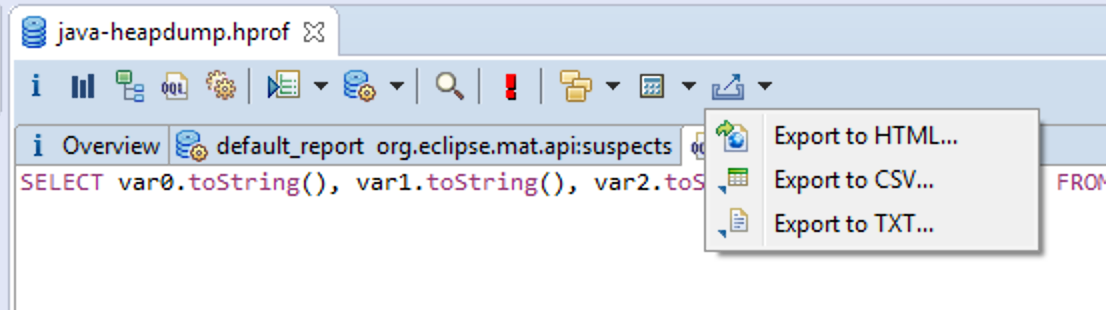 java-heapdump.hprof
i OQL
i Overview default_report org.eclipse.mat.api:suspects
Export to HTML...
SELECT var0.toString(), var1.toString(), var2.toS FROM
Export to CSV...
Export to TXT...